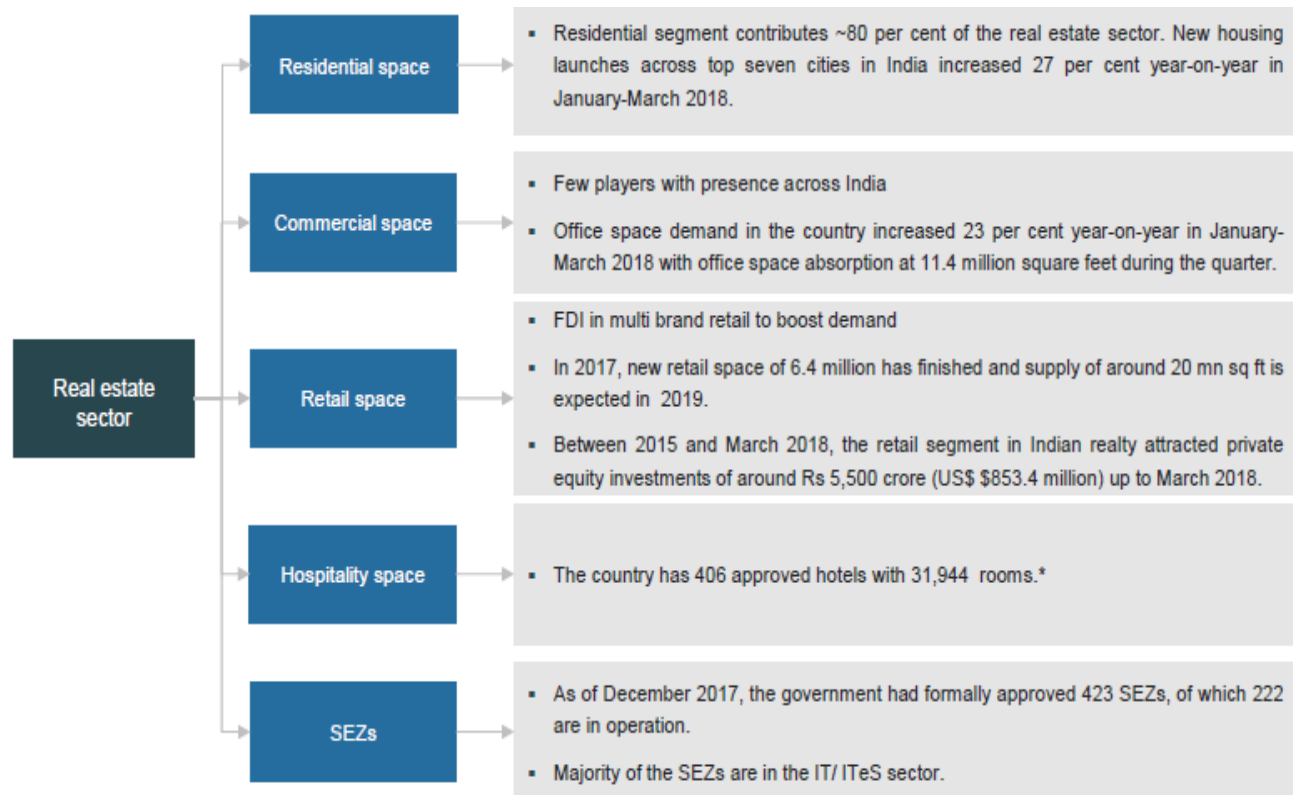 Residential space
▪ Residential segment contributes ~80 per cent of the real estate sector. New housing
launches across top seven cities in India increased 27 per cent year-on-year in
January-March 2018.
Commercial space
▪ Few players with presence across India
▪ Office space demand in the country increased 23 per cent year-on-year in January-
March 2018 with office space absorption at 11.4 million square feet during the quarter.
Real estate
sector
Retail space
▪ FDI in multi brand retail to boost demand
▪ In 2017, new retail space of 6.4 million has finished and supply of around 20 mn sq ft is
expected in 2019.
▪ Between 2015 and March 2018, the retail segment in Indian realty attracted private
equity investments of around Rs 5,500 crore (US$ $853.4 million) up to March 2018.
Hospitality space
▪ The country has 406 approved hotels with 31,944 rooms.*
SEZs
▪ As of December 2017, the government had formally approved 423 SEZs, of which 222
are in operation.
▪ Majority of the SEZs are in the IT/ ITeS sector.